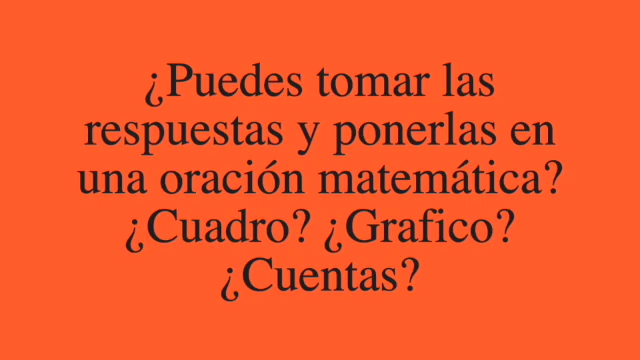 ¿Puedes tomar las
respuestas y ponerlas en
una oración matemática?
¿Cuadro? ¿Grafico?
¿Cuentas?